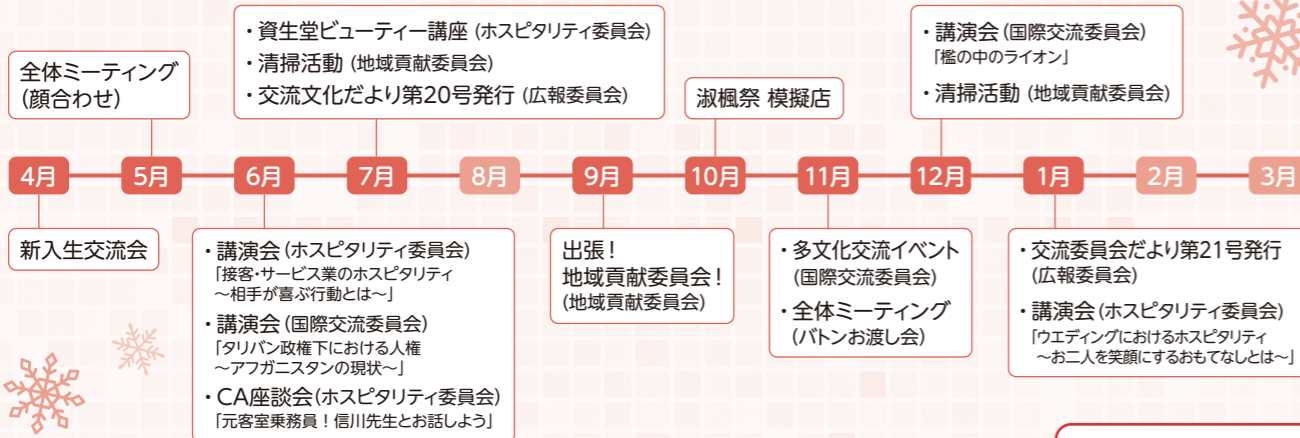 ・資生堂ビューティー講座 (ホスピタリティ委員会)
・清掃活動 (地域貢献委員会)
・交流文化だより第20号発行 (広報委員会)
・講演会 (国際交流委員会)
「檻の中のライオン」
・清掃活動 (地域貢献委員会)
全体ミーティング
(顔合わせ)
淑楓祭 模擬店
4月 5月 6月 7月 8月 9月 10月 11月 12月 1月 2月 3月
新入生交流会
・講演会 (ホスピタリティ委員会)
「接客・サービス業のホスピタリティ
～相手が喜ぶ行動とは～」
・講演会 (国際交流委員会)
「タリバン政権下における人権
～アフガニスタンの現状～」
・CA座談会(ホスピタリティ委員会)
「元客室乗務員！信川先生とお話しよう」
出張！
地域貢献委員会！
(地域貢献委員会)
・多文化交流イベント
(国際交流委員会)
・全体ミーティング
(バトンお渡し会)
・交流委員会だより第21号発行
(広報委員会)
・講演会(ホスピタリティ委員会)
「ウエディングにおけるホスピタリティ
～お二人を笑顔にするおもてなしとは～」